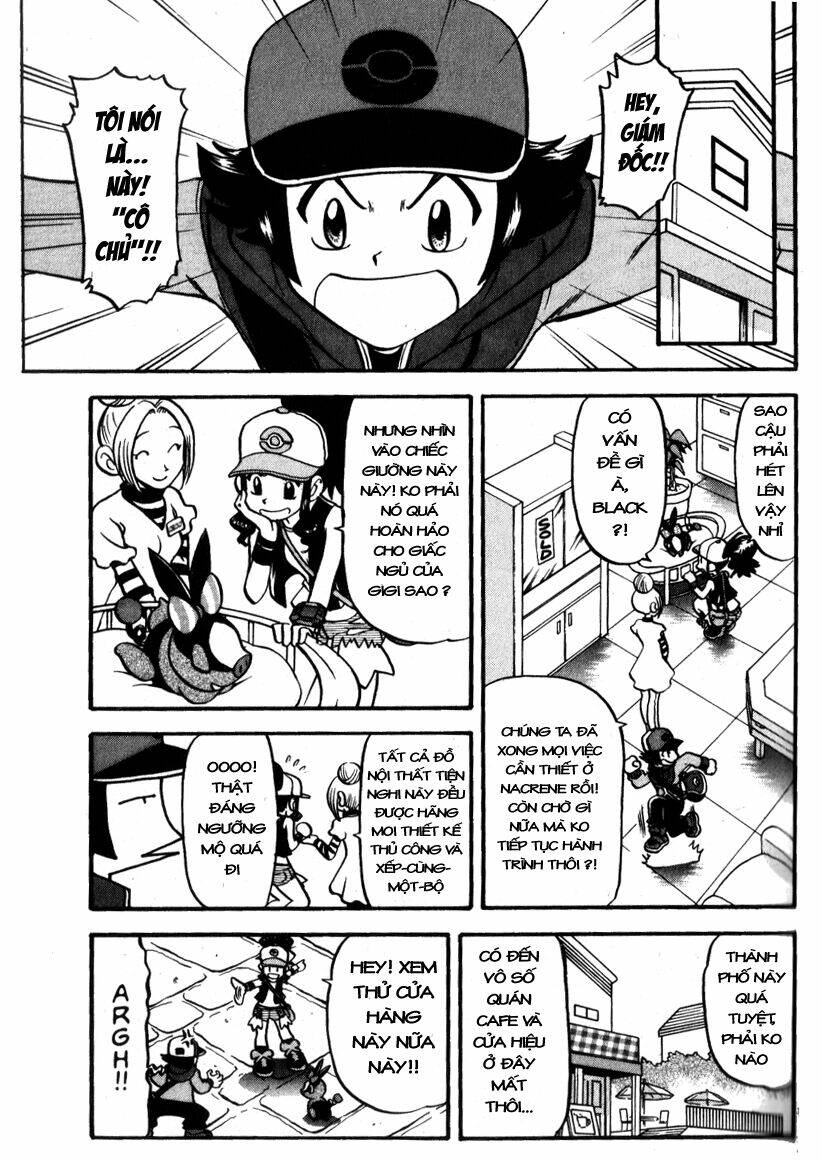 HEY,
GIÁM
ĐỐC!!
TÔI NÓI
LÀ...
NÀY!
"CÔ
CHỦ"!!
SAO
CẬU
PHẢI
HÉT
LÊN
VẬY
NHỈ
CÓ
VẤN
ĐỀ GÌ
À,
BLACK
?!
SOLD
CHÚNG TA ĐÃ
XONG MỌI VIỆC
CẦN THIẾT Ở
NACRENE RỒI!
CÒN CHỜ GÌ
NỮA MÀ KO
TIẾP TỤC HÀNH
TRÌNH THÔI ?!
NHƯNG NHÌN
VÀO CHIẾC
GIƯỜNG NÀY
NÀY! KO PHẢI
NÓ QUÁ
HOÀN HẢO
CHO GIẤC
NGỦ CỦA
GIGI SAO ?
TẤT CẢ ĐỒ
NỘI THẤT TIỆN
NGHI NÀY ĐỀU
ĐƯỢC HÃNG
MOI THIẾT KẾ
THỦ CÔNG VÀ
XẾP-CÙNG-
MỘT-BỘ
OOOO!
THẬT
ĐÁNG
NGƯỠNG
MỘ QUÁ
ĐI
THÀNH
PHỐ NÀY
QUÁ
TUYỆT,
PHẢI KO
NÀO
CÓ ĐẾN
VÔ SỐ
QUÁN
CAFE VÀ
CỬA HIỆU
Ở ĐÂY
MẤT
THÔI...
HEY! XEM
THỬ CỬA
HÀNG
NÀY NỮA
NÀY!!
ARGH!!